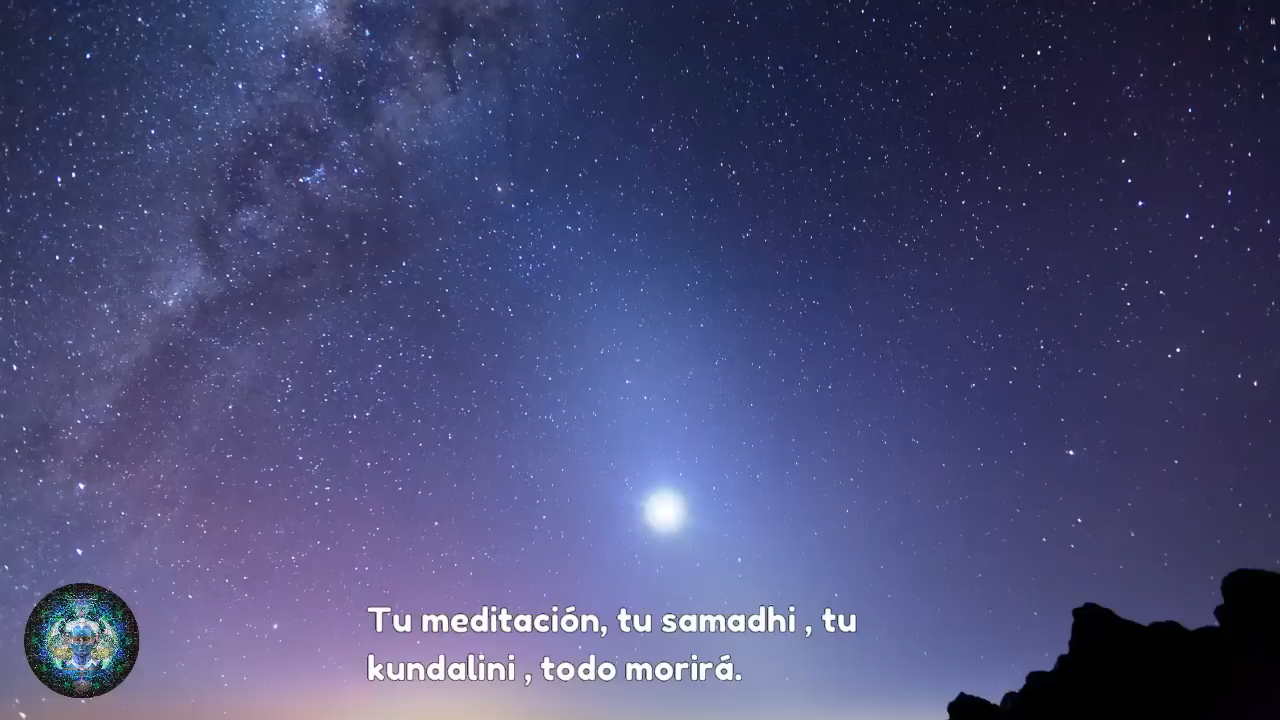 Tu meditación, tu samadhi , tu
kundalini , todo morirá.